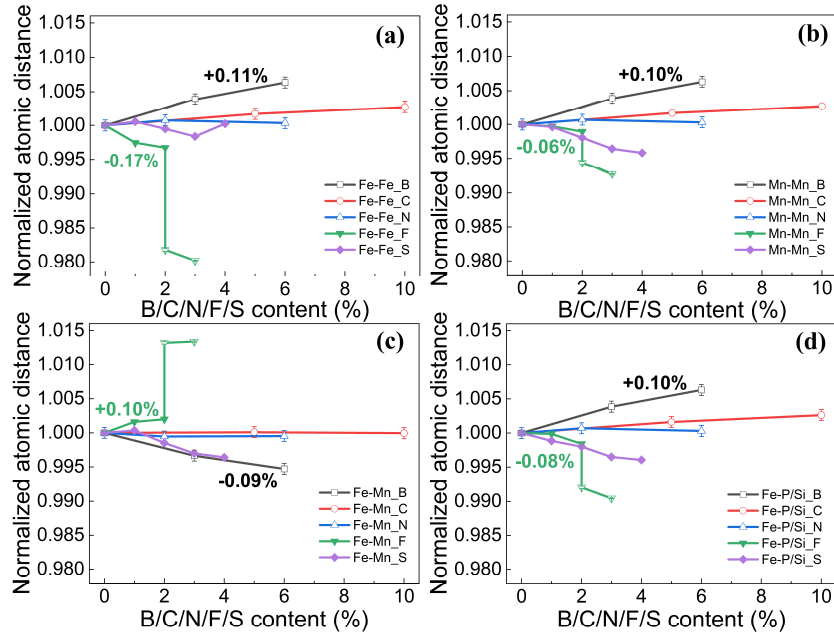 (a)
Normalized atomic distance
1.015
1.010
1.005
1.000
0.995
0.990
0.985
0.980
+0.11%
-0.17%
Fe-Fe_B
Fe-Fe_C
Fe-Fe_N
Fe-Fe_F
Fe-Fe_S
0 2 4 6 8 10
B/C/N/F/S content (%)
(b)
Normalized atomic distance
1.015
1.010
1.005
1.000
0.995
0.990
0.985
0.980
+0.10%
-0.06%
Mn-Mn_B
Mn-Mn_C
Mn-Mn_N
Mn-Mn_F
Mn-Mn_S
0 2 4 6 8 10
B/C/N/F/S content (%)
(c)
Normalized atomic distance
1.015
1.010
1.005
1.000
0.995
0.990
0.985
0.980
+0.10%
-0.09%
Fe-Mn_B
Fe-Mn_C
Fe-Mn_N
Fe-Mn_F
Fe-Mn_S
0 2 4 6 8 10
B/C/N/F/S content (%)
(d)
Normalized atomic distance
1.015
1.010
1.005
1.000
0.995
0.990
0.985
0.980
+0.10%
-0.08%
Fe-P/Si_B
Fe-P/Si_C
Fe-P/Si_N
Fe-P/Si_F
Fe-P/Si_S
0 2 4 6 8 10
B/C/N/F/S content (%)